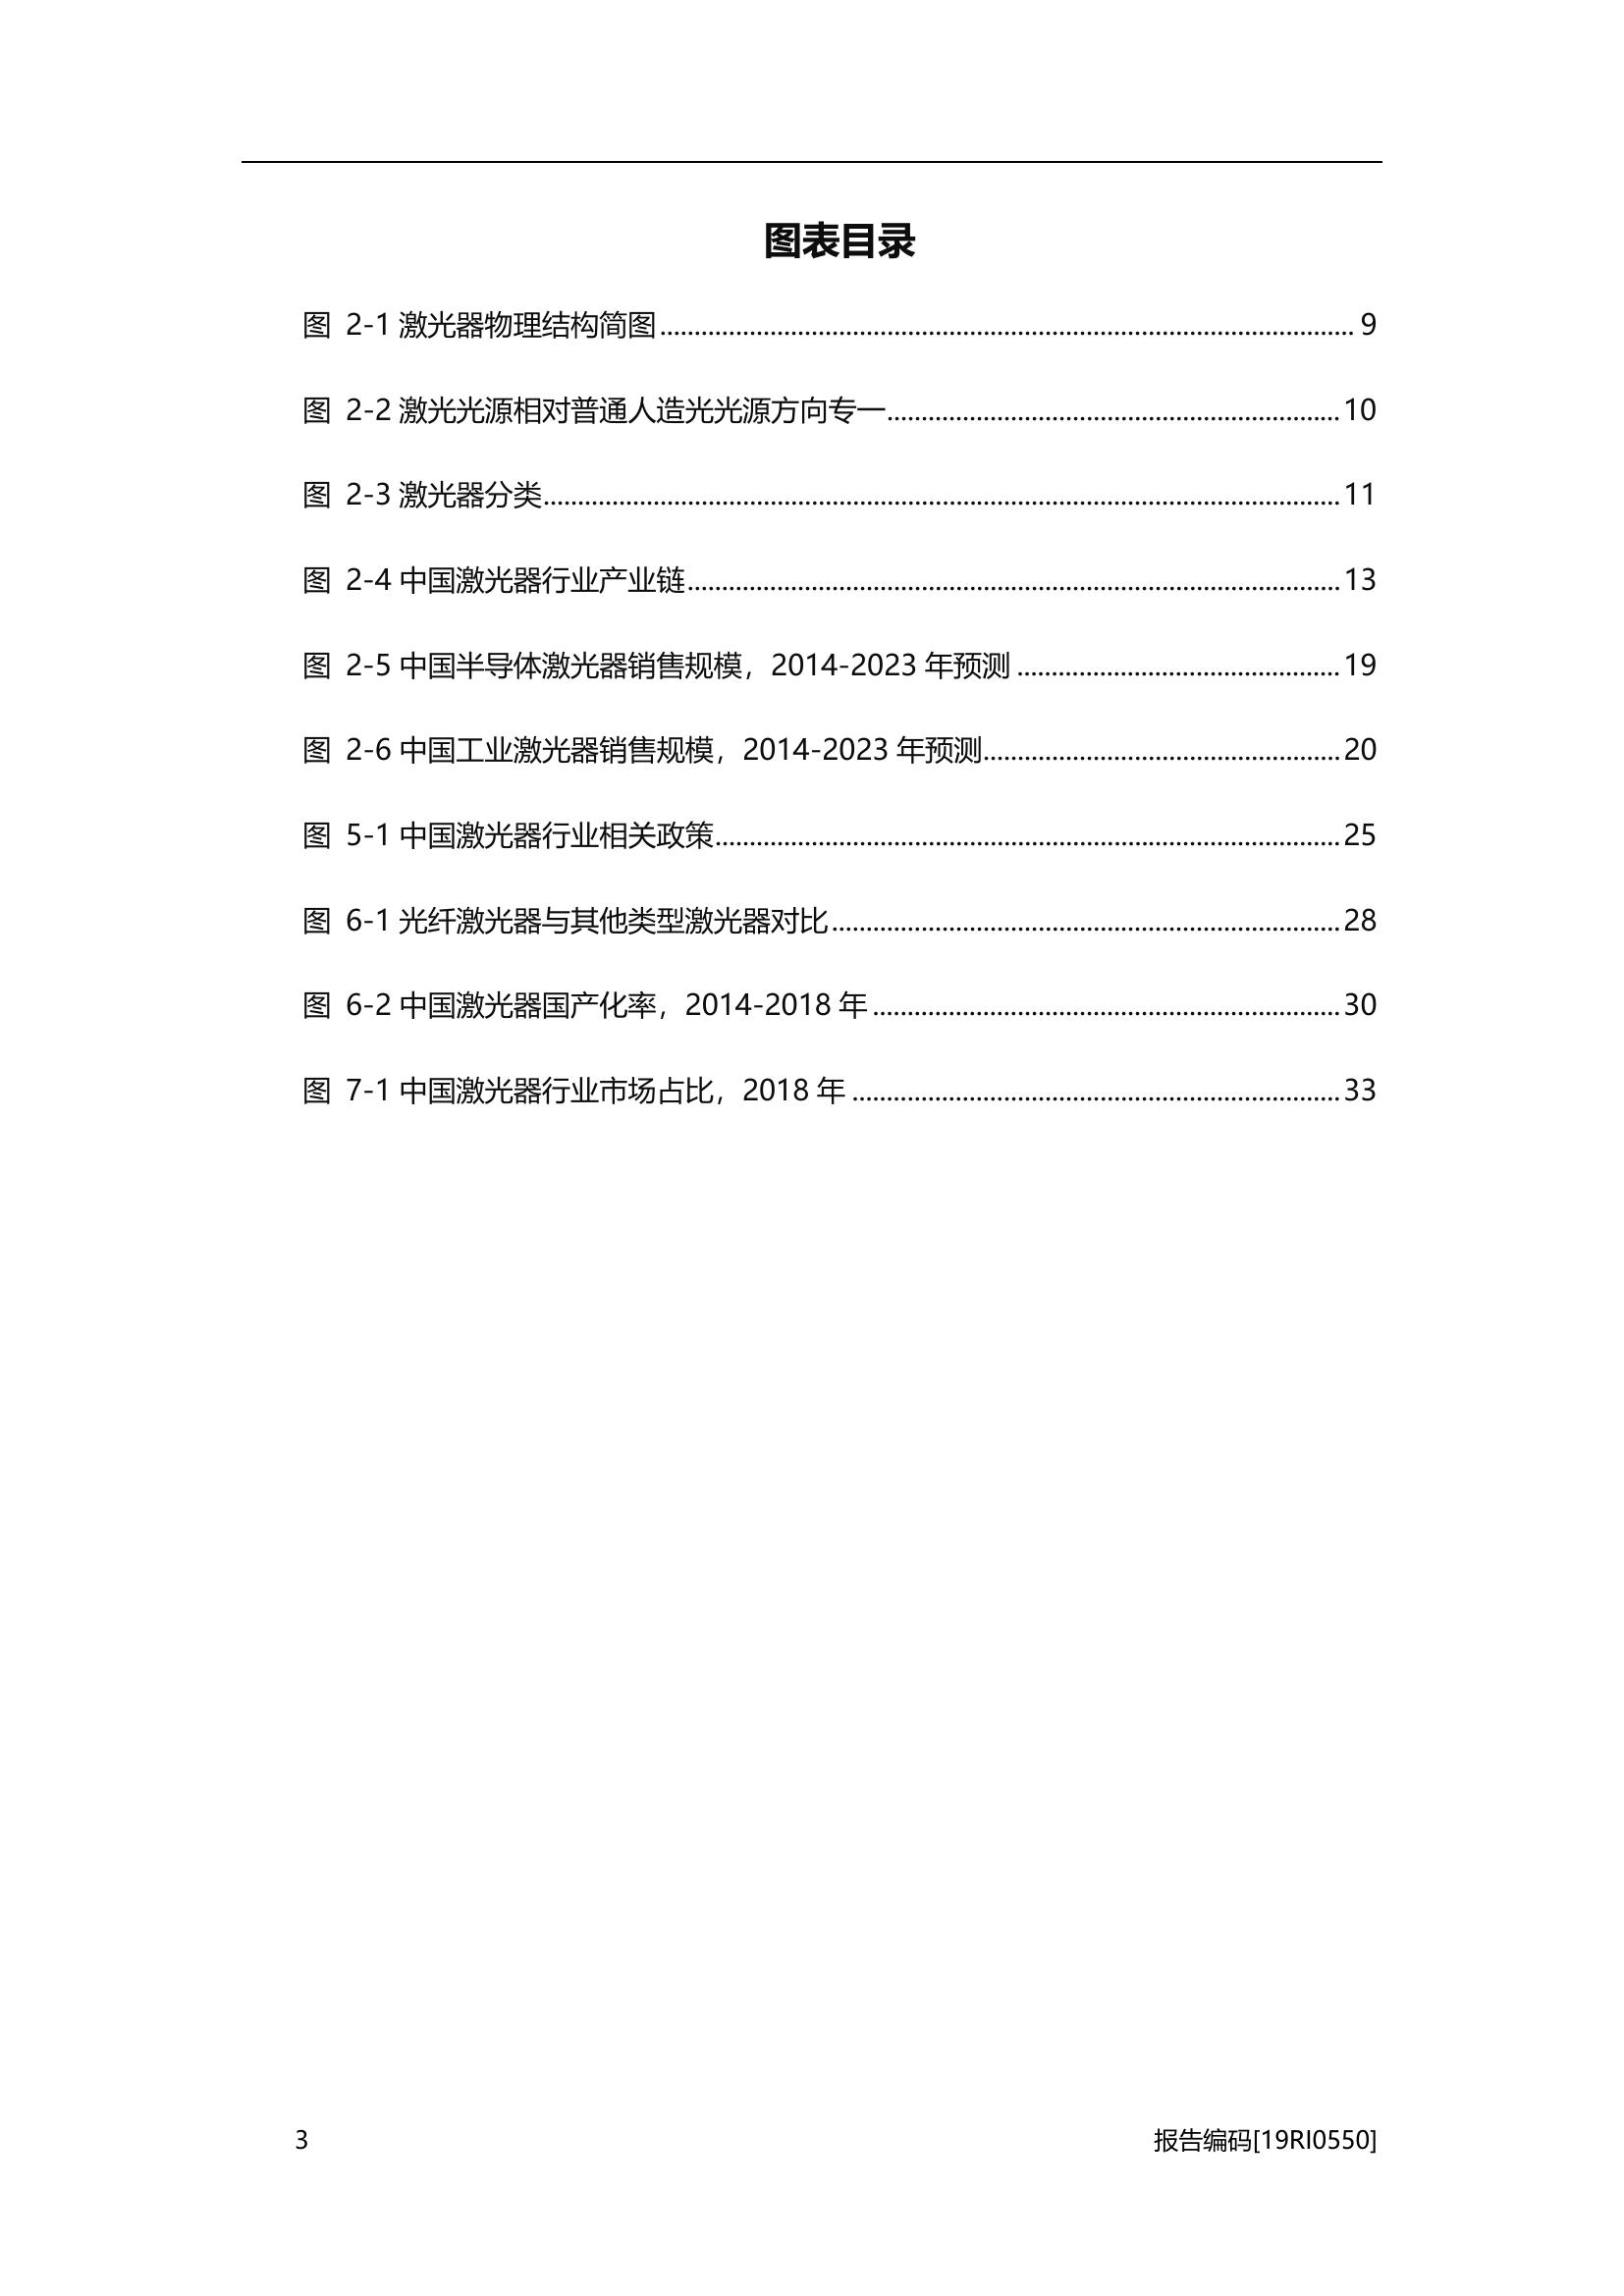 图表目录
图 2-1 激光器物理结构简图 ........................................ 9
图 2-2 激光光源相对普通人造光光源方向专一 ........................................ 10
图 2-3 激光器分类 ........................................ 11
图 2-4 中国激光器行业产业链 ........................................ 13
图 2-5 中国半导体激光器销售规模，2014-2023 年预测 ........................................ 19
图 2-6 中国工业激光器销售规模，2014-2023 年预测 ........................................ 20
图 5-1 中国激光器行业相关政策 ........................................ 25
图 6-1 光纤激光器与其他类型激光器对比 ........................................ 28
图 6-2 中国激光器国产化率，2014-2018 年 ........................................ 30
图 7-1 中国激光器行业市场占比，2018 年 ........................................ 33
3 报告编码[19RI0550]